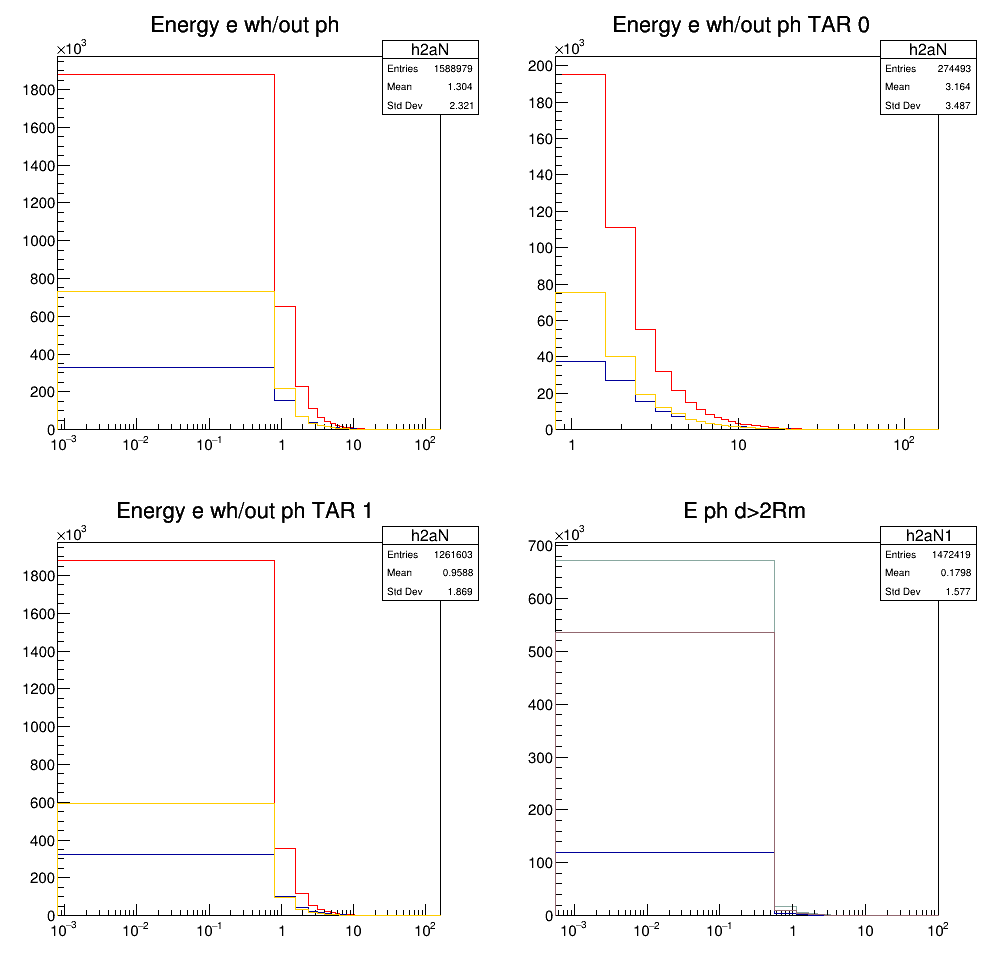 Energy e wh/out ph
×10³
h2aN
Entries 1588979
Mean 1.304
Std Dev 2.321
1800
1600
1400
1200
1000
800
600
400
200
0
10⁻³ 10⁻² 10⁻¹ 1 10 10²
Energy e wh/out ph TAR 0
×10³
h2aN
Entries 274493
Mean 3.164
Std Dev 3.487
200
180
160
140
120
100
80
60
40
20
0
1 10 10²
Energy e wh/out ph TAR 1
×10³
h2aN
Entries 1261603
Mean 0.9588
Std Dev 1.869
1800
1600
1400
1200
1000
800
600
400
200
0
10⁻³ 10⁻² 10⁻¹ 1 10 10²
E ph d>2Rm
×10³
h2aN1
Entries 1472419
Mean 0.1798
Std Dev 1.577
700
600
500
400
300
200
100
0
10⁻³ 10⁻² 10⁻¹ 1 10 10²